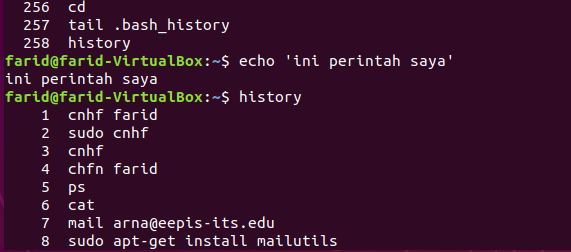 256  cd
257  tail .bash_history
258  history
farid@farid-VirtualBox:~$ echo 'ini perintah saya'
ini perintah saya
farid@farid-VirtualBox:~$ history
1  cnhf farid
2  sudo cnhf
3  cnhf
4  chfn farid
5  ps
6  cat
7  mail arna@eepis-its.edu
8  sudo apt-get install mailutils